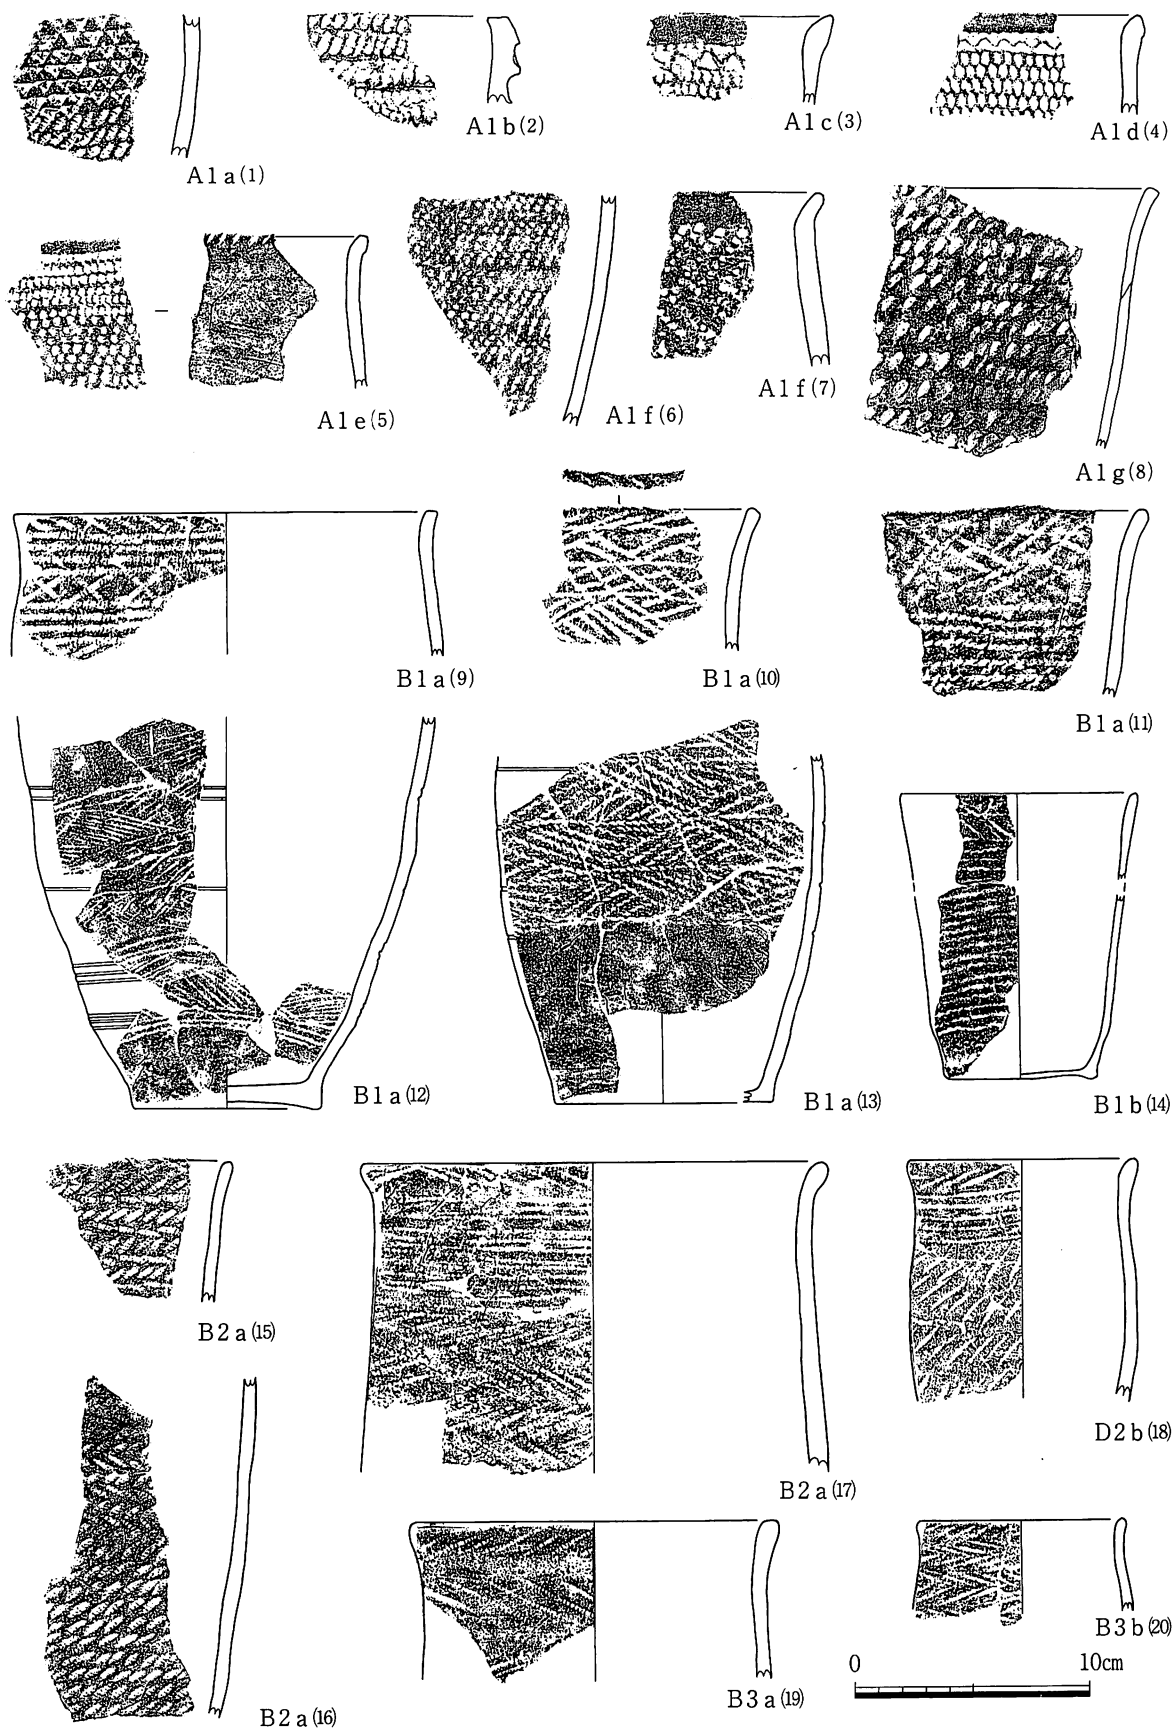 A1a(1)
A1b(2)
A1c(3)
A1d(4)
A1e(5)
A1f(6)
A1f(7)
A1g(8)
B1a(9)
B1a(10)
B1a(11)
B1a(12)
B1a(13)
B1b(14)
B2a(15)
B2a(16)
B2a(17)
D2b(18)
B3a(19)
B3b(20)
0 10cm